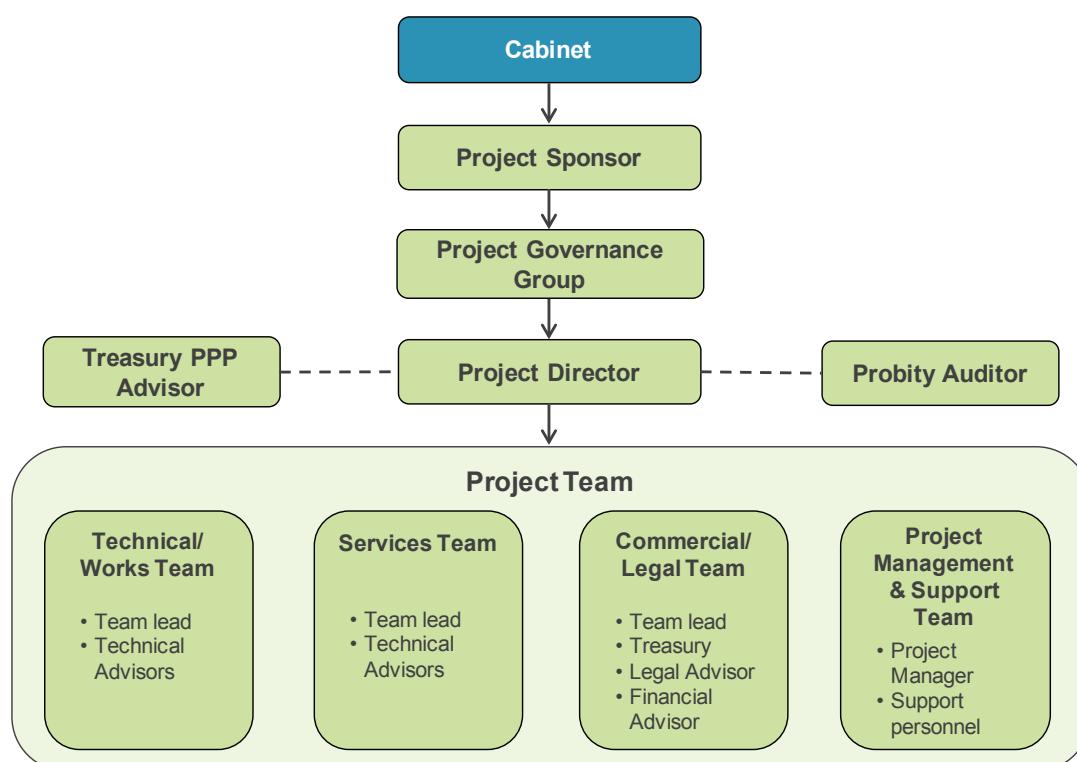 Cabinet
Project Sponsor
Project Governance
Group
Treasury PPP
Advisor
Project Director
Probity Auditor
Project Team
Technical/
Works Team
• Team lead
• Technical
Advisors
Services Team
• Team lead
• Technical
Advisors
Commercial/
Legal Team
• Team lead
• Treasury
• Legal Advisor
• Financial
Advisor
Project
Management
& Support
Team
• Project
Manager
• Support
personnel